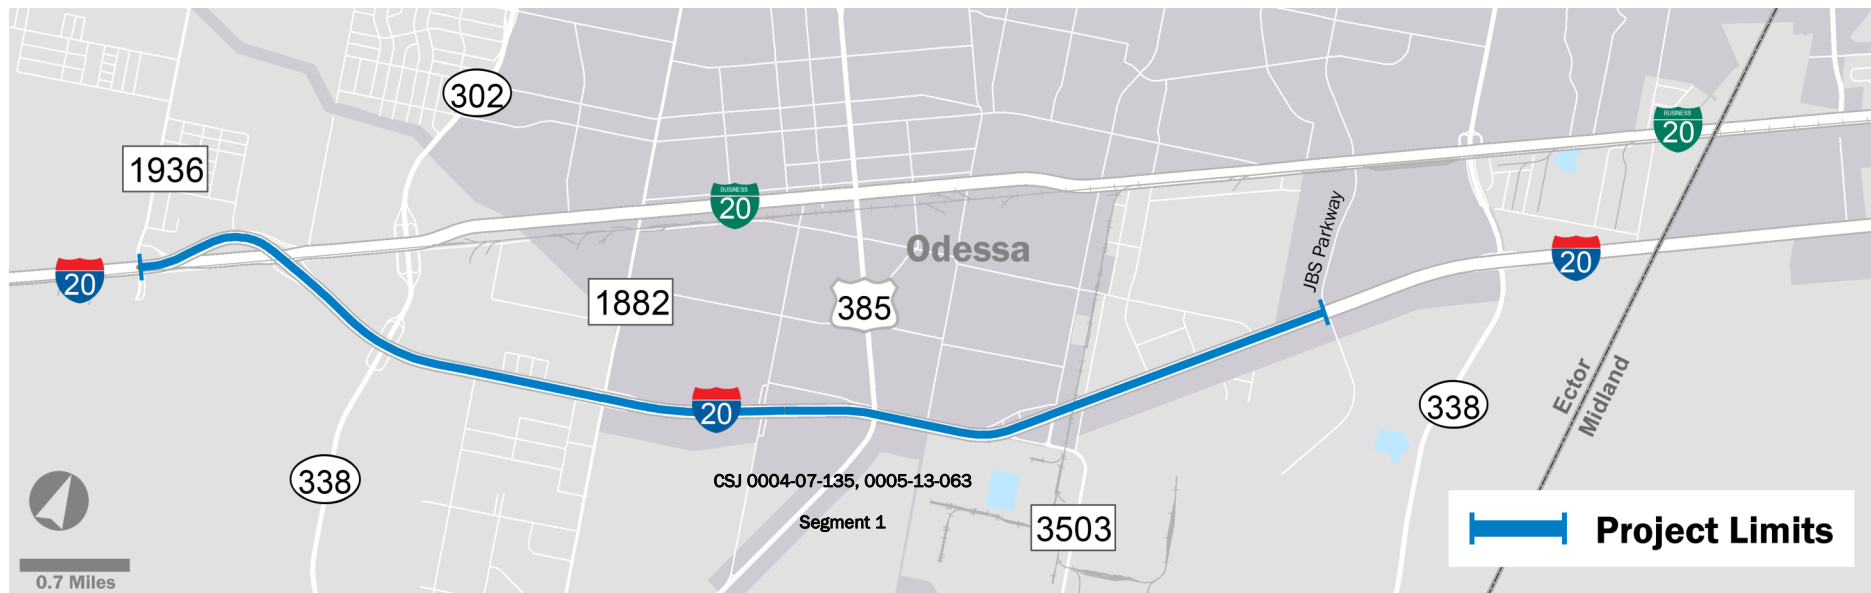 302
BUSINESS
20
1936
BUSINESS
20
JBS Parkway
Odessa
20
20
1882
385
Ector
Midland
20
338
338
CSJ 0004-07-135, 0005-13-063
Segment 1
3503
Project Limits
0.7 Miles